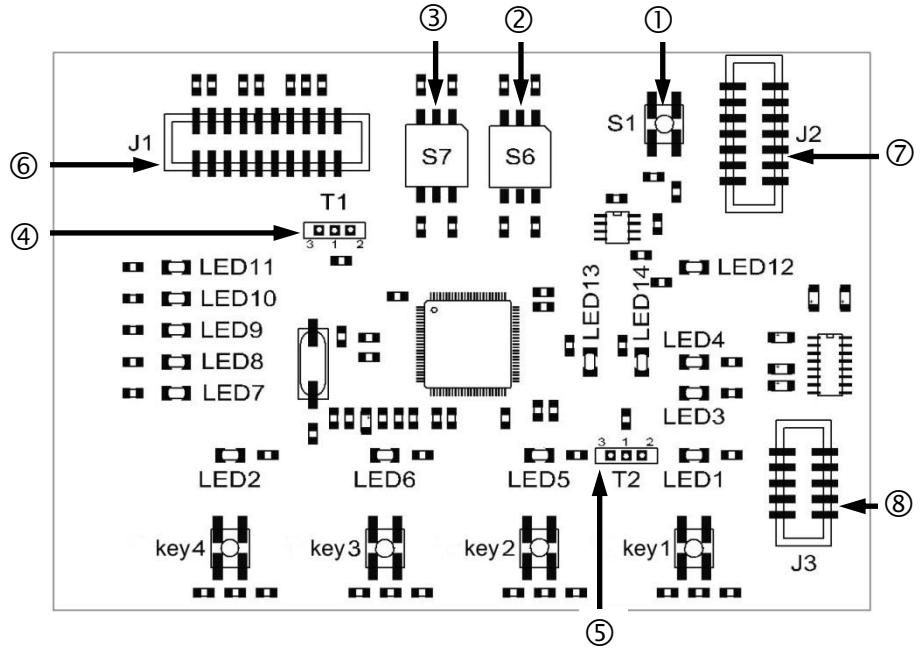 ③ ② ①
J1 S7 S6 S1 J2
⑥ ⑦
T1
④
3 1 2
LED11 LED13 LED14 LED12
LED10
LED9 LED4
LED8
LED7 LED3
3 1 2
LED2 LED6 LED5 T2 LED1
⑧
key4 key3 key2 key1 J3
⑤